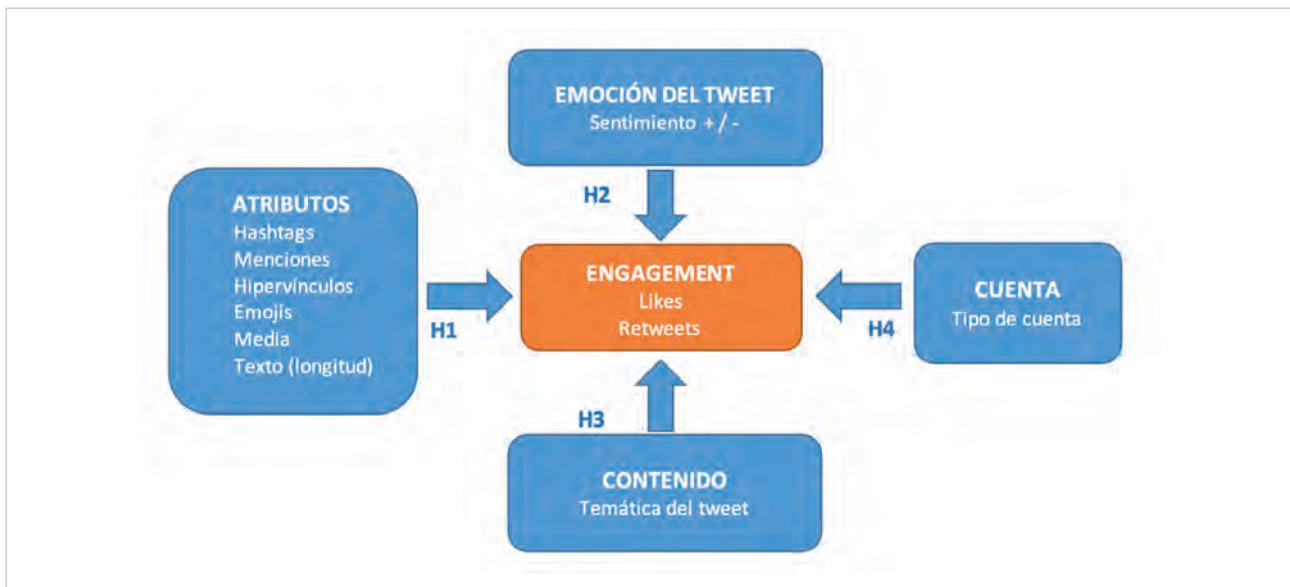 EMOCIÓN DEL TWEET
Sentimiento + / -
H2
ATRIBUTOS
Hashtags
Menciones
Hipervínculos
Emojis
Media
Texto (longitud)
H1
ENGAGEMENT
Likes
Retweets
H4
CUENTA
Tipo de cuenta
H3
CONTENIDO
Temática del tweet